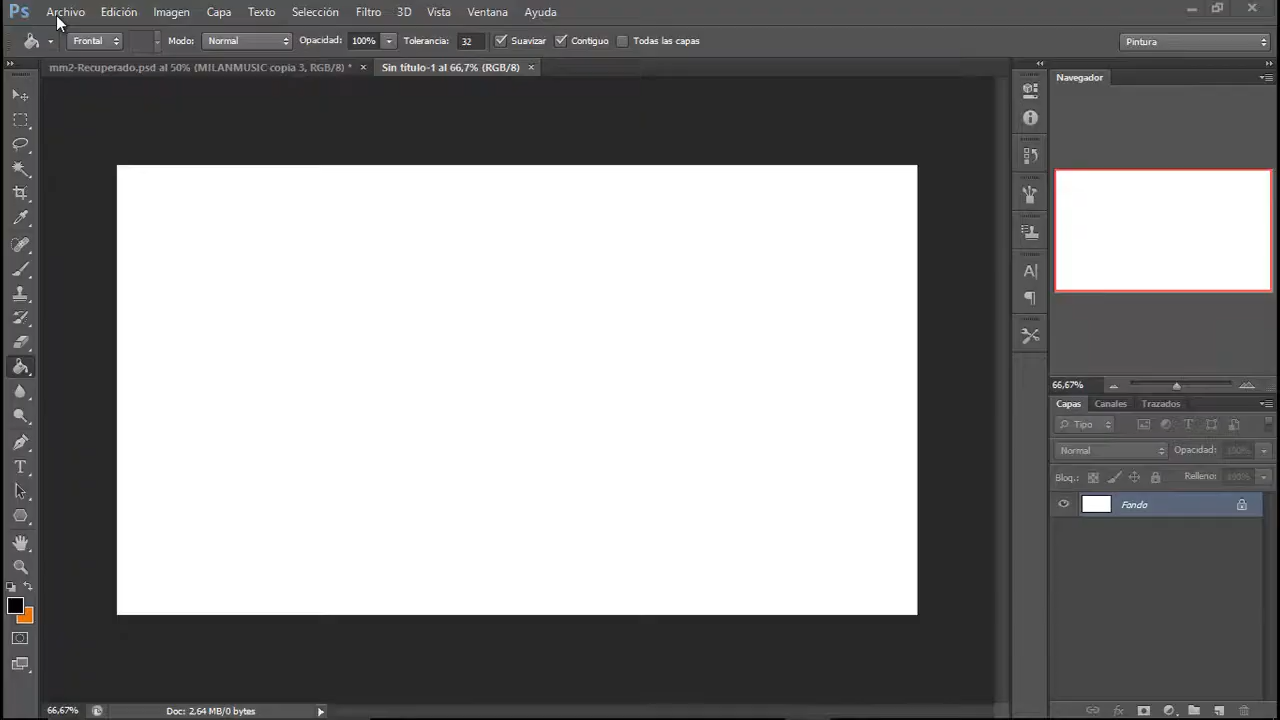 Ps Archivo Edición Imagen Capa Texto Selección Filtro 3D Vista Ventana Ayuda
Frontal Modo: Normal Opacidad: 100% Tolerancia: 32 Suavizar Contiguo Todas las capas Pintura
mm2-Recuperado.psd al 50% (MILANMUSIC copia 3, RGB/8) * × Sin título-1 al 66,7% (RGB/8) ×
Navegador
66,67%
Capas Canales Trazados
Tipo
Normal Opacidad: 100%
Bloq.: Relleno: 100%
Fondo
66,67% Doc: 2,64 MB/0 bytes